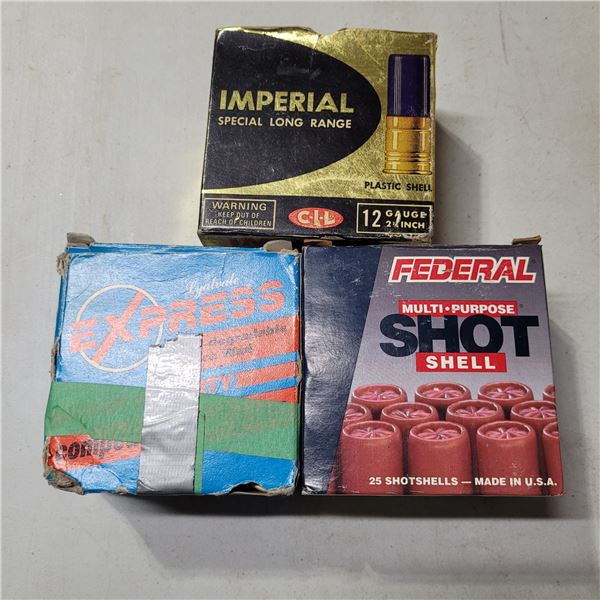 IMPERIAL
SPECIAL LONG RANGE
PLASTIC SHELL
WARNING
KEEP OUT OF
REACH OF CHILDREN
C-I-L
12 GAUGE
2¾ INCH
Lyalvale
EXPRESS
FEDERAL
MULTI•PURPOSE
SHOT
SHELL
25 SHOTSHELLS — MADE IN U.S.A.